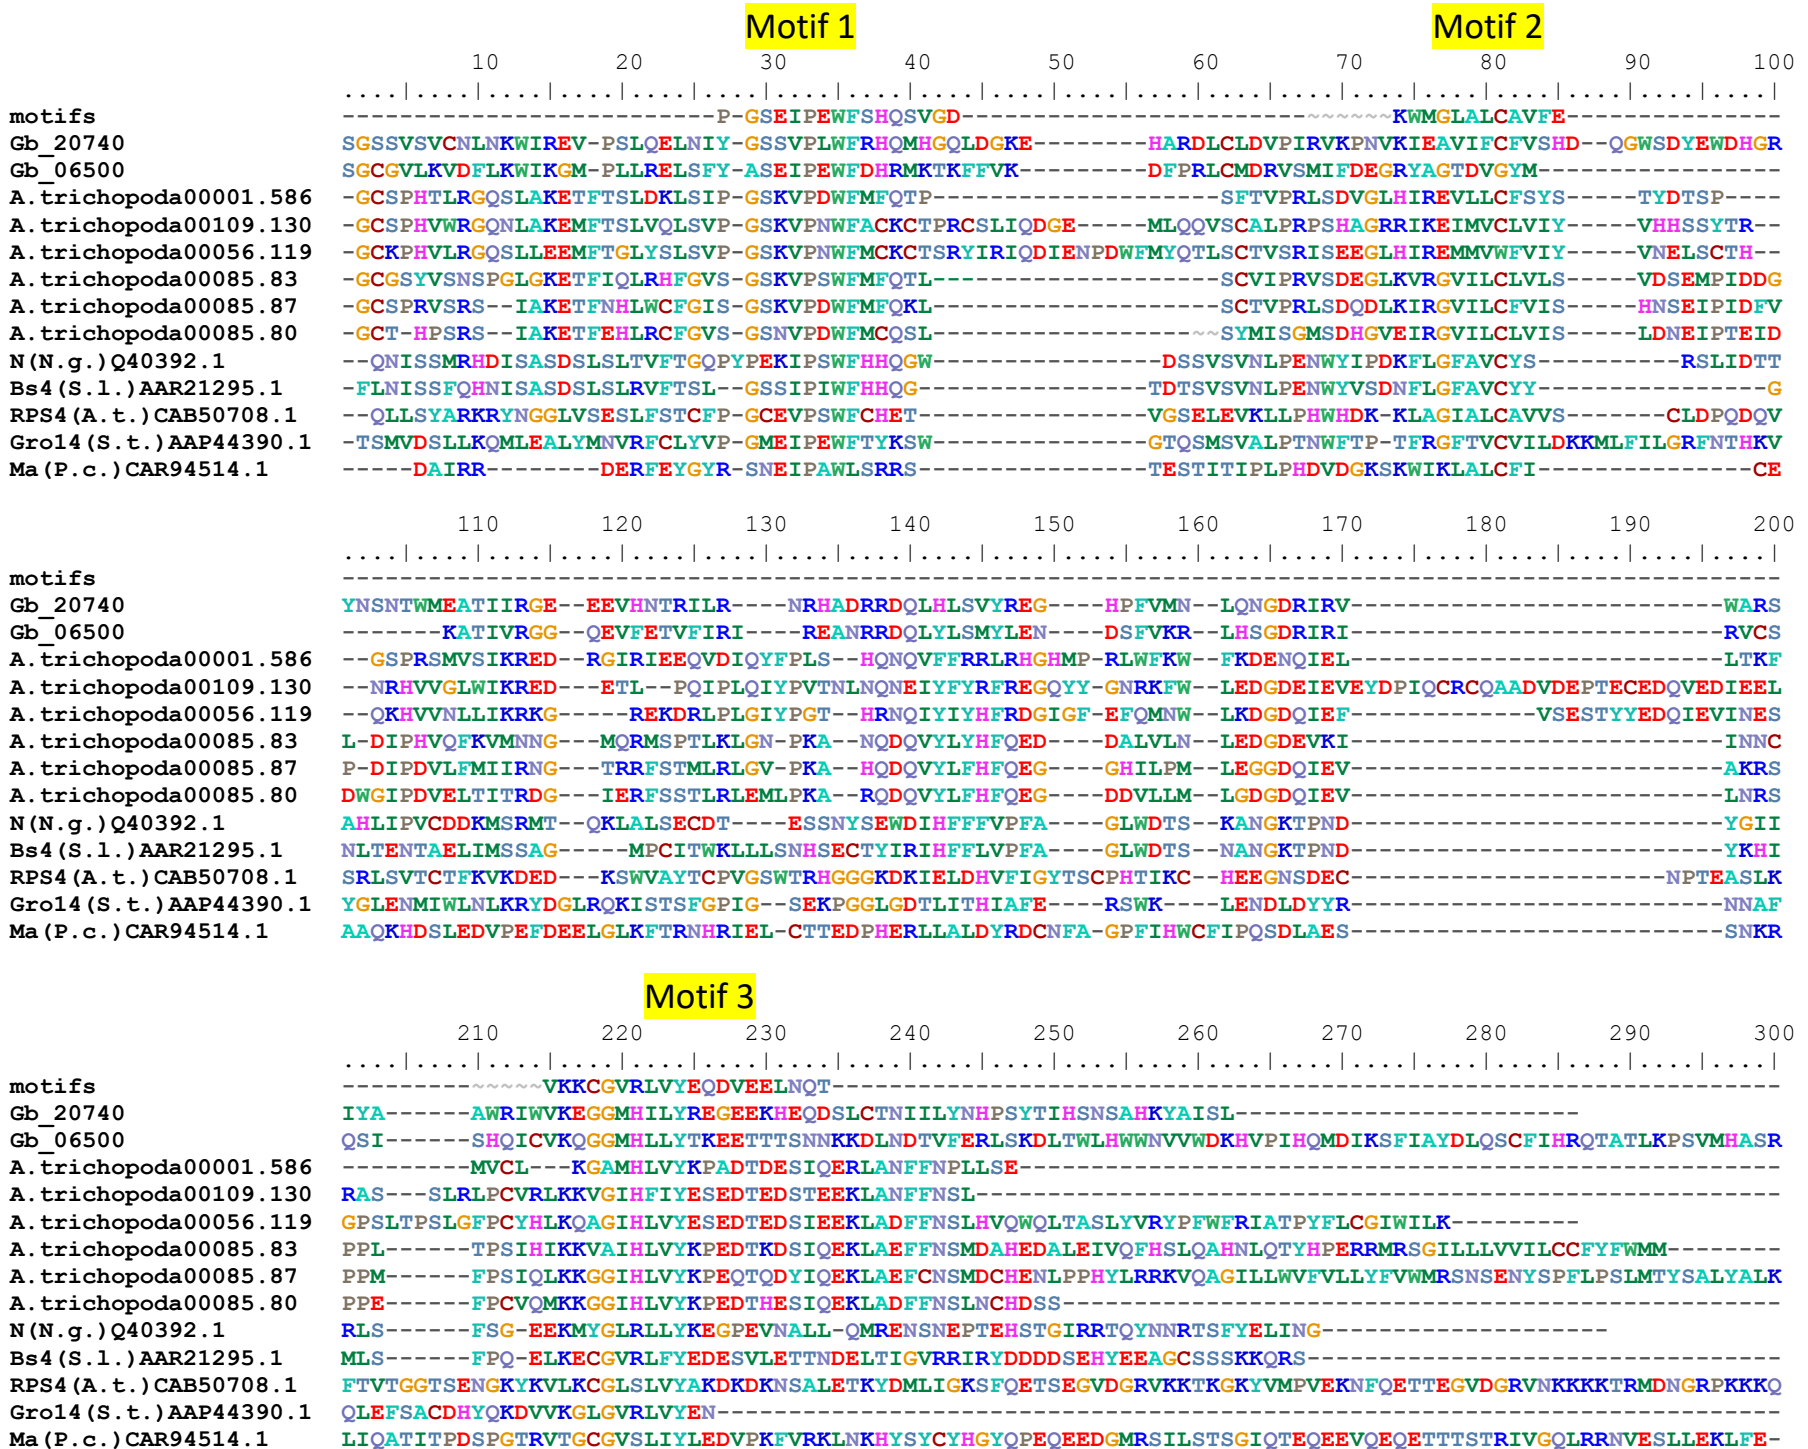 Motif 1 Motif 2
10 20 30 40 50 60 70 80 90 100
....|....|....|....|....|....|....|....|....|....|....|....|....|....|....|....|....|....|....|....|
motifs --------------------------P-GSEIPEWFSHQSVGD------------------------~~~~~~KWMGLALCAVFE---------------
Gb_20740 SGSSVSVCNLNKWIREV-PSLQELNIY-GSSVPLWFRHQMHGQLDGKE--------HARDLCLDVPIRVKPNVKIEAVIFCFVSHD--QGWSDYEWDHGR
Gb_06500 SGCGVLKVDFLKWIKGM-PLLRELSFY-ASEIPEWFDHRMKTKFFVK---------DFPRLCMDRVSMIFDEGRYAGTDVGYM-----------------
A.trichopoda00001.586 -GCSPHTLRGQSLAKETFTSLDKLSIP-GSKVPDWFMFQTP--------------------SFTVPRLSDVGLHIREVLLCFSYS-----TYDTSP----
A.trichopoda00109.130 -GCSPHVWRGQNLAKEMFTSLVQLSVP-GSKVPNWFACKCTPRCSLIQDGE-----MLQQVSCALPRPSHAGRRIKEIMVCLVIY-----VHHSSYTR--
A.trichopoda00056.119 -GCKPHVLRGQSLLEEMFTGLYSLSVP-GSKVPNWFMCKCTSRYIRIQDIENPDWFMYQTLSCTVSRISEEGLHIREMMVWFVIY-----VNELSCTH--
A.trichopoda00085.83 -GCGSYVSNSPGLGKETFIQLRHFGVS-GSKVPSWFMFQTL--------------------SCVIPRVSDEGLKVRGVILCLVLS-----VDSEMPIDDG
A.trichopoda00085.87 -GCSPRVSRS--IAKETFNHLWCFGIS-GSKVPDWFMFQKL--------------------SCTVPRLSDQDLKIRGVILCFVIS-----HNSEIPIDFV
A.trichopoda00085.80 -GCT-HPSRS--IAKETFEHLRCFGVS-GSNVPDWFMCQSL------------------~~SYMISGMSDHGVEIRGVILCLVIS-----LDNEIPTEID
N(N.g.)Q40392.1 --QNISSMRHDISASDSLSLTVFTGQPYPEKIPSWFHHQGW----------------DSSVSVNLPENWYIPDKFLGFAVCYS----------RSLIDTT
Bs4(S.l.)AAR21295.1 -FLNISSFQHNISASDSLSLRVFTSL--GSSIPIWFHHQG----------------TDTSVSVNLPENWYVSDNFLGFAVCYY----------------G
RPS4(A.t.)CAB50708.1 --QLLSYARKRYNGGLVSESLFSTCFP-GCEVPSWFCHET----------------VGSELEVKLLPHWHDK-KLAGIALCAVVS-------CLDPQDQV
Gro14(S.t.)AAP44390.1 -TSMVDSLLKQMLEALYMNVRFCLYVP-GMEIPEWFTYKSW---------------GTQSMSVALPTNWFTP-TFRGFTVCVILDKKMLFILGRFNTHKV
Ma(P.c.)CAR94514.1 -----DAIRR--------DERFEYGYR-SNEIPAWLSRRS----------------TESTITIPLPHDVDGKSKWIKLALCFI---------------CE
110 120 130 140 150 160 170 180 190 200
....|....|....|....|....|....|....|....|....|....|....|....|....|....|....|....|....|....|....|....|
motifs ----------------------------------------------------------------------------------------------------
Gb_20740 YNSNTWMEATIIRGE--EEVHNTRILR----NRHADRRDQLHLSVYREG----HPFVMN--LQNGDRIRV--------------------------WARS
Gb_06500 -------KATIVRGG--QEVFETVFIRI----REANRRDQLYLSMYLEN----DSFVKR--LHSGDRIRI--------------------------RVCS
A.trichopoda00001.586 --GSPRSMVSIKRED--RGIRIEEQVDIQYFPLS--HQNQVFFRRLRHGHMP-RLWFKW--FKDENQIEL--------------------------LTKF
A.trichopoda00109.130 --NRHVVGLWIKRED---ETL--PQIPLQIYPVTNLNQNEIYFYRFREGQYY-GNRKFW--LEDGDEIEVEYDPIQCRCQAADVDEPTECEDQVEDIEEL
A.trichopoda00056.119 --QKHVVNLLIKRKG-----REKDRLPLGIYPGT--HRNQIYIYHFRDGIGF-EFQMNW--LKDGDQIEF-------------VSESTYYEDQIEVINES
A.trichopoda00085.83 L-DIPHVQFKVMNNG---MQRMSPTLKLGN-PKA--NQDQVYLYHFQED----DALVLN--LEDGDEVKI--------------------------INNC
A.trichopoda00085.87 P-DIPDVLFMIIRNG---TRRFSTMLRLGV-PKA--HQDQVYLFHFQEG----GHILPM--LEGGDQIEV--------------------------AKRS
A.trichopoda00085.80 DWGIPDVELTITRDG---IERFSSTLRLEMLPKA--RQDQVYLFHFQEG----DDVLLM--LGDGDQIEV--------------------------LNRS
N(N.g.)Q40392.1 AHLIPVCDDKMSRMT--QKLALSECDT----ESSNYSEWDIHFFFVPFA----GLWDTS--KANGKTPND--------------------------YGII
Bs4(S.l.)AAR21295.1 NLTENTAELIMSSAG-----MPCITWKLLLSNHSECTYIRIHFFLVPFA----GLWDTS--NANGKTPND--------------------------YKHI
RPS4(A.t.)CAB50708.1 SRLSVTCTFKVKDED---KSWVAYTCPVGSWTRHGGGKDKIELDHVFIGYTSCPHTIKC--HEEGNSDEC----------------------NPTEASLK
Gro14(S.t.)AAP44390.1 YGLENMIWLNLKRYDGLRQKISTSFGPIG--SEKPGGLGDTLITHIAFE----RSWK----LENDLDYYR--------------------------NNAF
Ma(P.c.)CAR94514.1 AAQKHDSLEDVPEFDEELGLKFTRNHRIEL-CTTEDPHERLLALDYRDCNFA-GPFIHWCFIPQSDLAES--------------------------SNKR
Motif 3
210 220 230 240 250 260 270 280 290 300
....|....|....|....|....|....|....|....|....|....|....|....|....|....|....|....|....|....|....|....|
motifs ---------~~~~~VKKCGVRLVYEQDVEELNQT------------------------------------------------------------------
Gb_20740 IYA------AWRIWVKEGGMHILYREGEEKHEQDSLCTNIILYNHPSYTIHSNSAHKYAISL------------------------
Gb_06500 QSI------SHQICVKQGGMHLLYTKEETTTSNNKKDLNDTVFERLSKDLTWLHWWNVVWDKHVPIHQMDIKSFIAYDLQSCFIHRQTATLKPSVMHASR
A.trichopoda00001.586 ---------MVCL---KGAMHLVYKPADTDESIQERLANFFNPLLSE-----------------------------------------------------
A.trichopoda00109.130 RAS---SLRLPCVRLKKVGIHFIYESEDTEDSTEEKLANFFNSL--------------------------------------------------------
A.trichopoda00056.119 GPSLTPSLGFPCYHLKQAGIHLVYESEDTEDSIEEKLADFFNSLHVQWQLTASLYVRYPFWFRIATPYFLCGIWILK---------
A.trichopoda00085.83 PPL------TPSIHIKKVAIHLVYKPEDTKDSIQEKLAEFFNSMDAHEDALEIVQFHSLQAHNLQTYHPERRMRSGILLLVVILCCFYFWMM--------
A.trichopoda00085.87 PPM------FPSIQLKKGGIHLVYKPEQTQDYIQEKLAEFCNSMDCHENLPPHYLRRKVQAGILLWVFVLLYFVWMRSNSENYSPFLPSLMTYSALYALK
A.trichopoda00085.80 PPE------FPCVQMKKGGIHLVYKPEDTHESIQEKLADFFNSLNCHDSS--------------------------------------------------
N(N.g.)Q40392.1 RLS------FSG-EEKMYGLRLLYKEGPEVNALL-QMRENSNEPTEHSTGIRRTQYNNRTSFYELING--------------------
Bs4(S.l.)AAR21295.1 MLS------FPQ-ELKECGVRLFYEDESVLETTNDELTIGVRRIRYDDDDSEHYEEAGCSSSKKQRS---------------------------------
RPS4(A.t.)CAB50708.1 FTVTGGTSENGKYKVLKCGLSLVYAKDKDKNSALETKYDMLIGKSFQETSEGVDGRVKKTKGKYVMPVEKNFQETTEGVDGRVNKKKKTRMDNGRPKKKQ
Gro14(S.t.)AAP44390.1 QLEFSACDHYQKDVVKGLGVRLVYEN--------------------------------------------------------------------------
Ma(P.c.)CAR94514.1 LIQATITPDSPGTRVTGCGVSLIYLEDVPKFVRKLNKHYSYCYHGYQPEQEEDGMRSILSTSGIQTEQEEVQEQETTTSTRIVGQLRRNVESLLEKLFE-